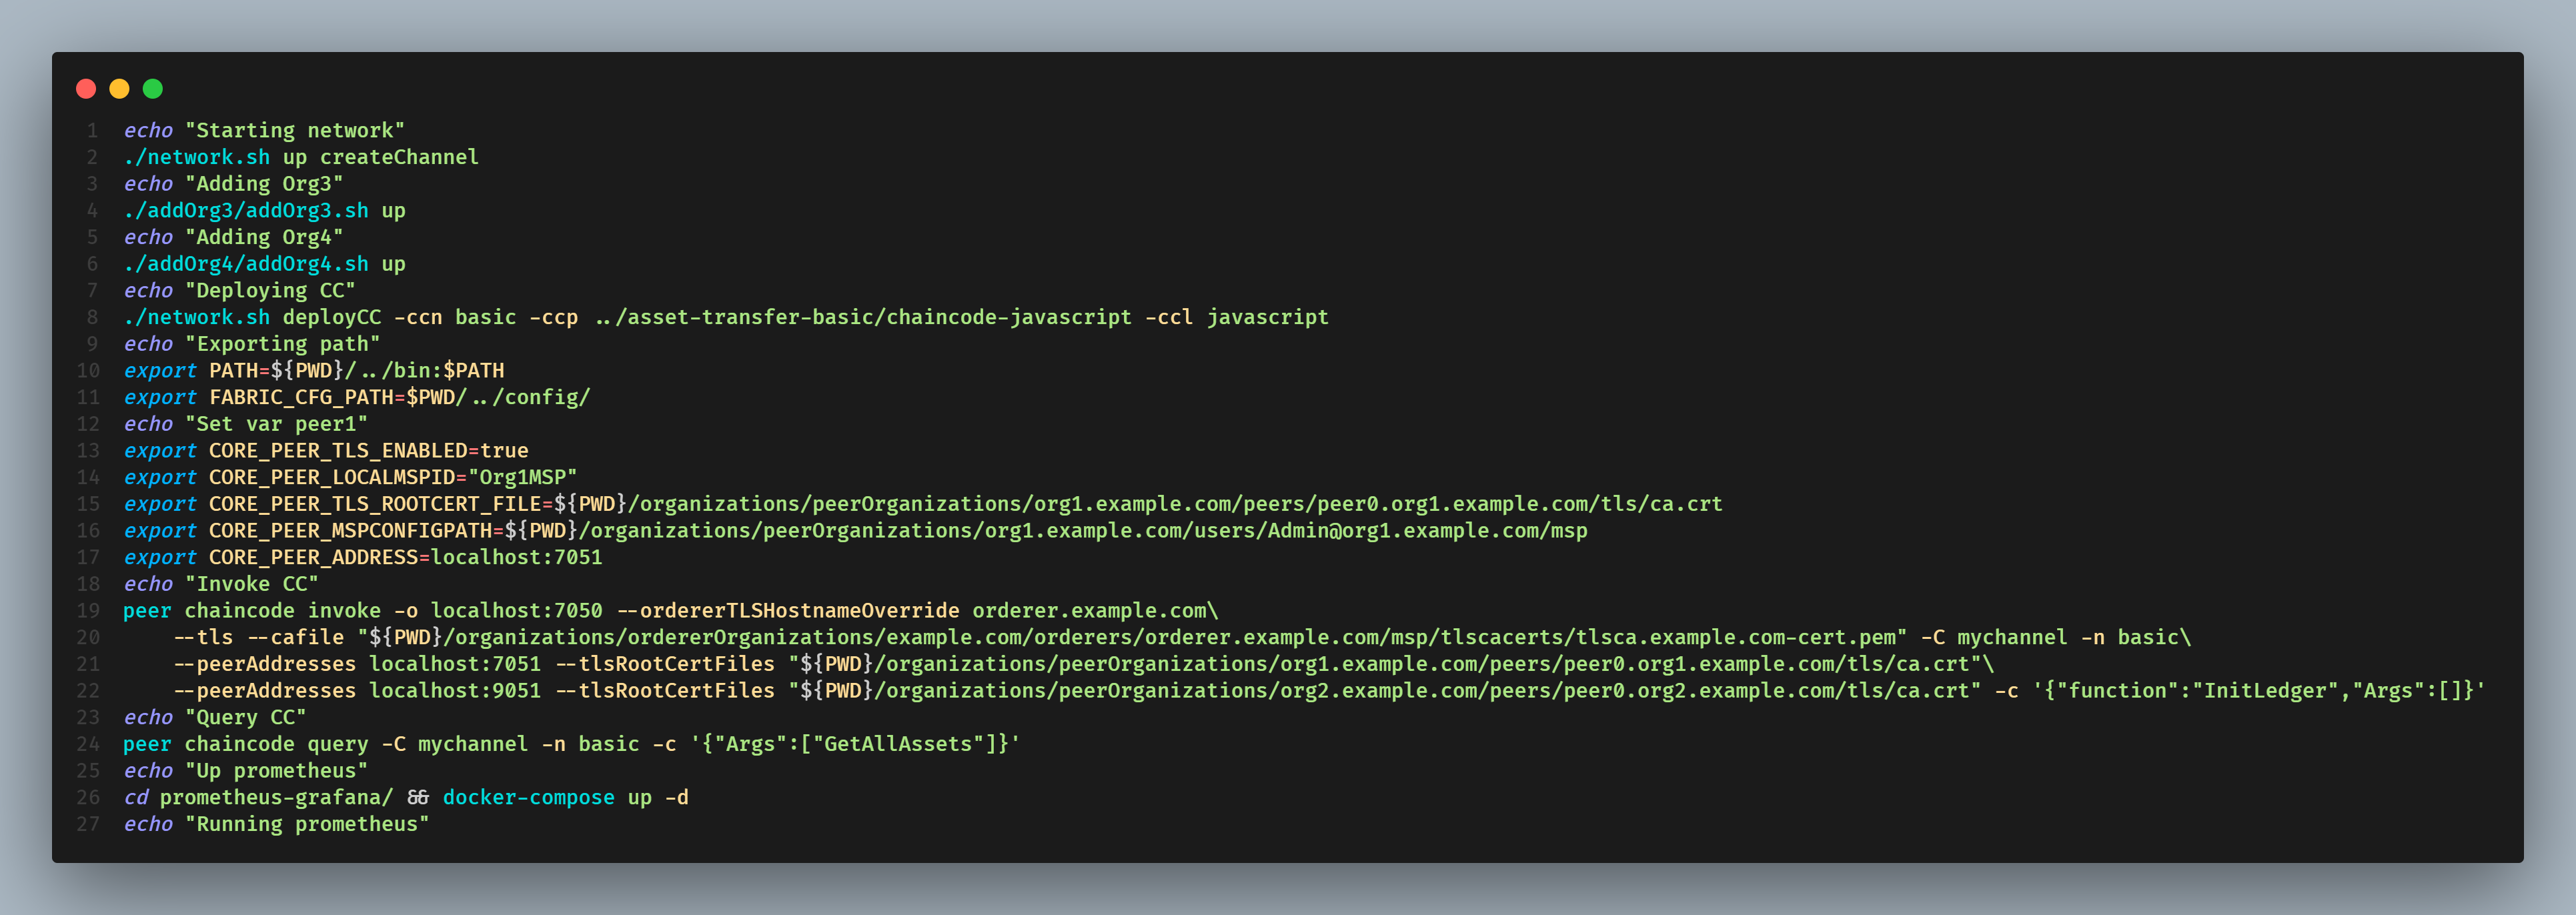 1 echo "Starting network"
2 ./network.sh up createChannel
3 echo "Adding Org3"
4 ./addOrg3/addOrg3.sh up
5 echo "Adding Org4"
6 ./addOrg4/addOrg4.sh up
7 echo "Deploying CC"
8 ./network.sh deployCC -ccn basic -ccp ../asset-transfer-basic/chaincode-javascript -ccl javascript
9 echo "Exporting path"
10 export PATH=${PWD}/../bin:$PATH
11 export FABRIC_CFG_PATH=$PWD/../config/
12 echo "Set var peer1"
13 export CORE_PEER_TLS_ENABLED=true
14 export CORE_PEER_LOCALMSPID="Org1MSP"
15 export CORE_PEER_TLS_ROOTCERT_FILE=${PWD}/organizations/peerOrganizations/org1.example.com/peers/peer0.org1.example.com/tls/ca.crt
16 export CORE_PEER_MSPCONFIGPATH=${PWD}/organizations/peerOrganizations/org1.example.com/users/Admin@org1.example.com/msp
17 export CORE_PEER_ADDRESS=localhost:7051
18 echo "Invoke CC"
19 peer chaincode invoke -o localhost:7050 --ordererTLSHostnameOverride orderer.example.com\
20     --tls --cafile "${PWD}/organizations/ordererOrganizations/example.com/orderers/orderer.example.com/msp/tlscacerts/tlsca.example.com-cert.pem" -C mychannel -n basic\
21     --peerAddresses localhost:7051 --tlsRootCertFiles "${PWD}/organizations/peerOrganizations/org1.example.com/peers/peer0.org1.example.com/tls/ca.crt"\
22     --peerAddresses localhost:9051 --tlsRootCertFiles "${PWD}/organizations/peerOrganizations/org2.example.com/peers/peer0.org2.example.com/tls/ca.crt" -c '{"function":"InitLedger","Args":[]}'
23 echo "Query CC"
24 peer chaincode query -C mychannel -n basic -c '{"Args":["GetAllAssets"]}'
25 echo "Up prometheus"
26 cd prometheus-grafana/ && docker-compose up -d
27 echo "Running prometheus"